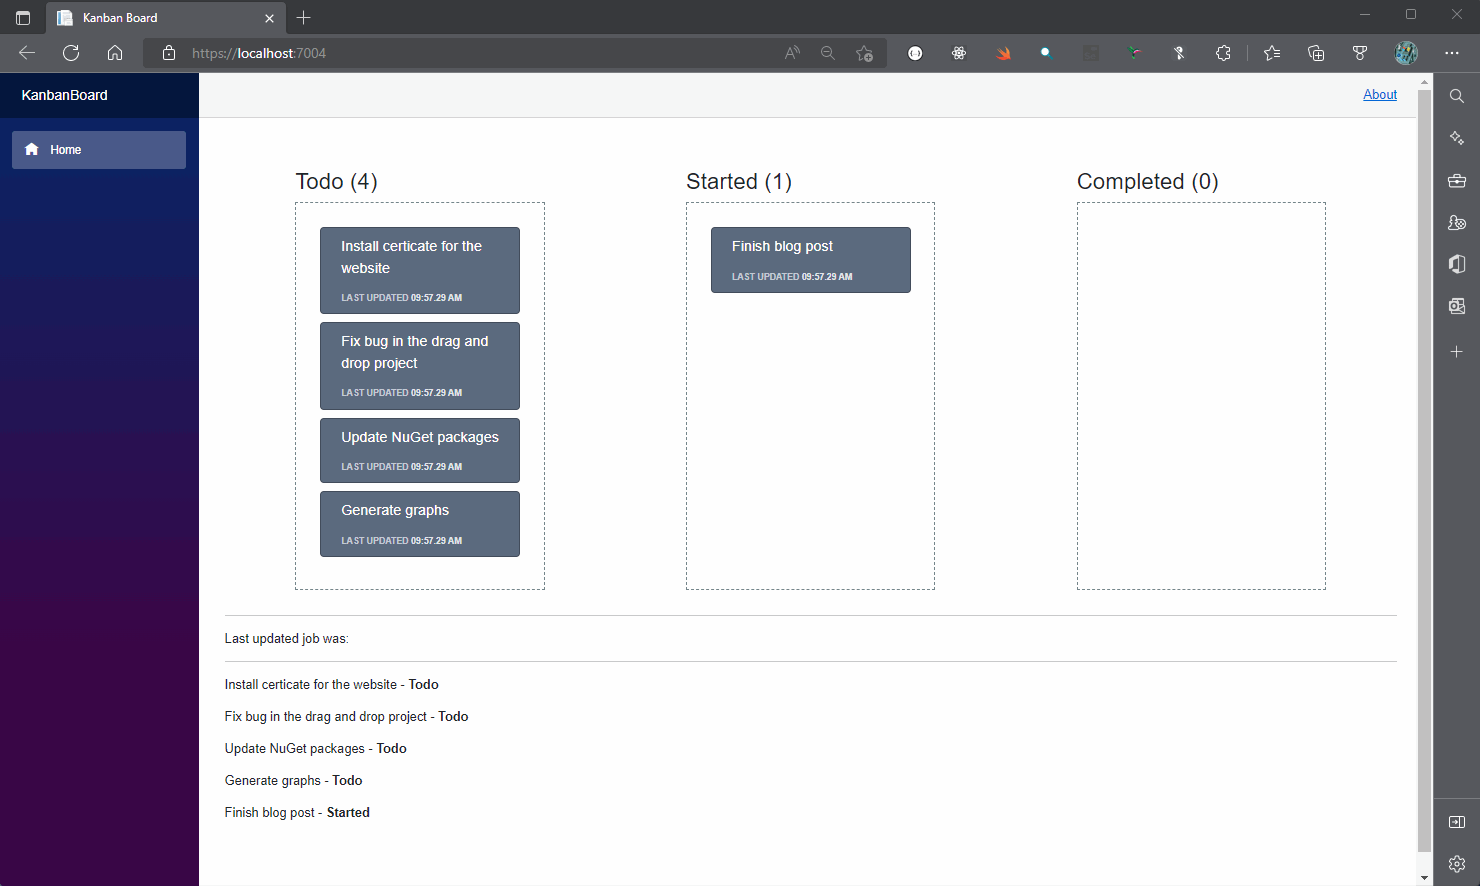 Kanban Board
https://localhost:7004
KanbanBoard
About
Home
Todo (4)
Install certicate for the
website
LAST UPDATED 09:57.29 AM
Fix bug in the drag and
drop project
LAST UPDATED 09:57.29 AM
Update NuGet packages
LAST UPDATED 09:57.29 AM
Generate graphs
LAST UPDATED 09:57.29 AM
Started (1)
Finish blog post
LAST UPDATED 09:57.29 AM
Completed (0)
Last updated job was:
Install certicate for the website - Todo
Fix bug in the drag and drop project - Todo
Update NuGet packages - Todo
Generate graphs - Todo
Finish blog post - Started